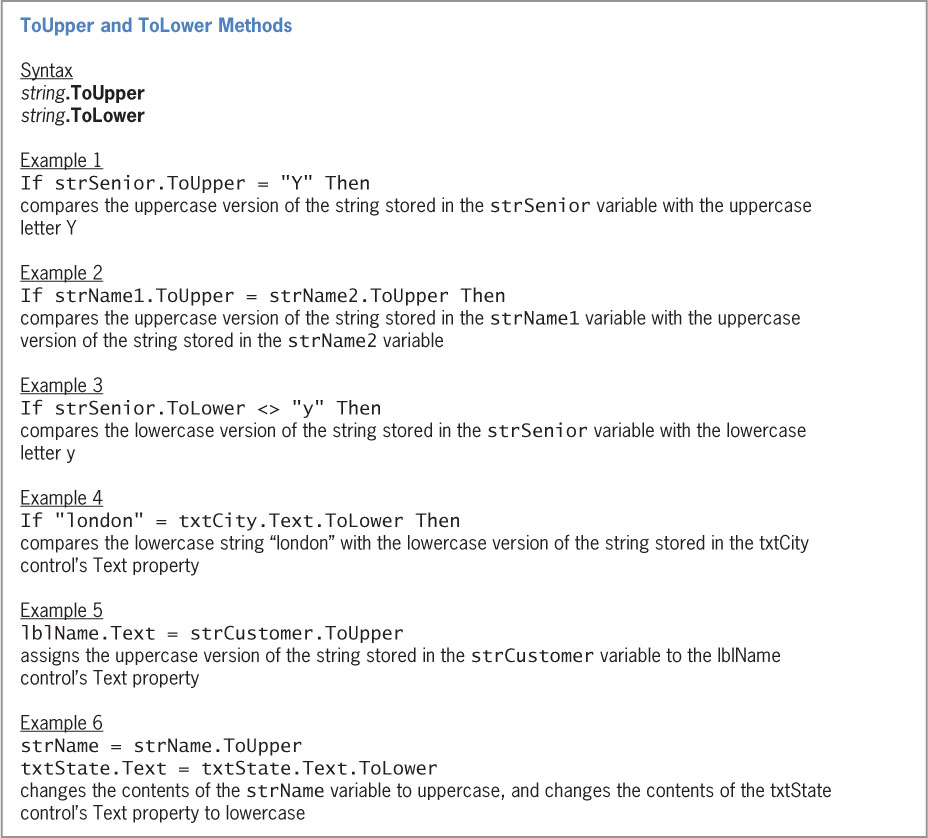 ToUpper and ToLower Methods
Syntax
string.ToUpper
string.ToLower
Example 1
If strSenior.ToUpper = "Y" Then
compares the uppercase version of the string stored in the strSenior variable with the uppercase
letter Y
Example 2
If strName1.ToUpper = strName2.ToUpper Then
compares the uppercase version of the string stored in the strName1 variable with the uppercase
version of the string stored in the strName2 variable
Example 3
If strSenior.ToLower <> "y" Then
compares the lowercase version of the string stored in the strSenior variable with the lowercase
letter y
Example 4
If "london" = txtCity.Text.ToLower Then
compares the lowercase string “london” with the lowercase version of the string stored in the txtCity
control’s Text property
Example 5
lblName.Text = strCustomer.ToUpper
assigns the uppercase version of the string stored in the strCustomer variable to the lblName
control’s Text property
Example 6
strName = strName.ToUpper
txtState.Text = txtState.Text.ToLower
changes the contents of the strName variable to uppercase, and changes the contents of the txtState
control’s Text property to lowercase